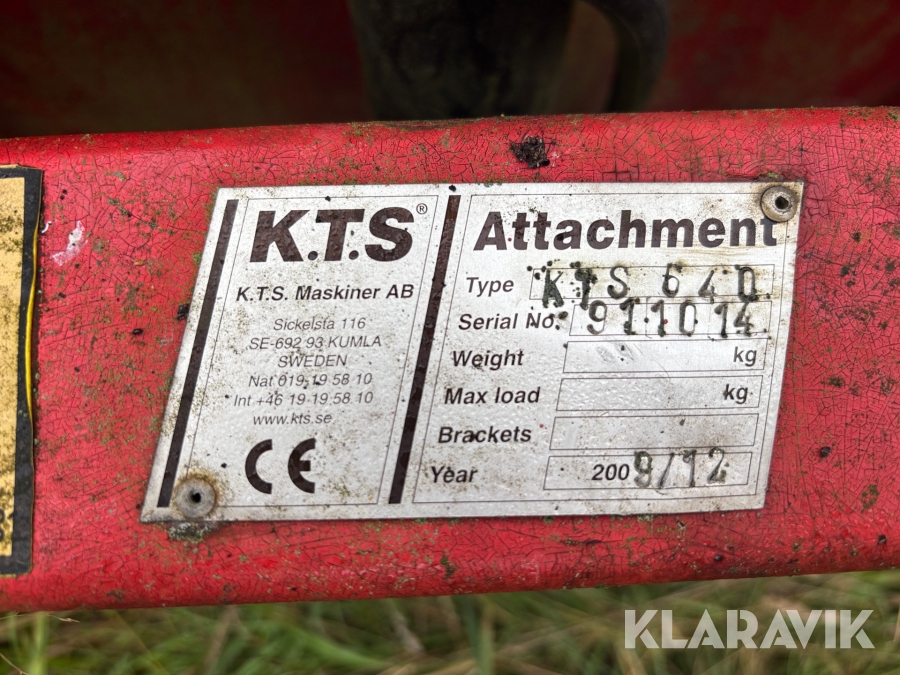 K.T.S®
K.T.S. Maskiner AB
Sickelsta 116
SE-692 93 KUMLA
SWEDEN
Nat 019-19 58 10
Int +46 19-19 58 10
www.kts.se
CE
Attachment
Type KTS 640
Serial No. 911014
Weight kg
Max load kg
Brackets
Year 2009/12
KLARAVIK